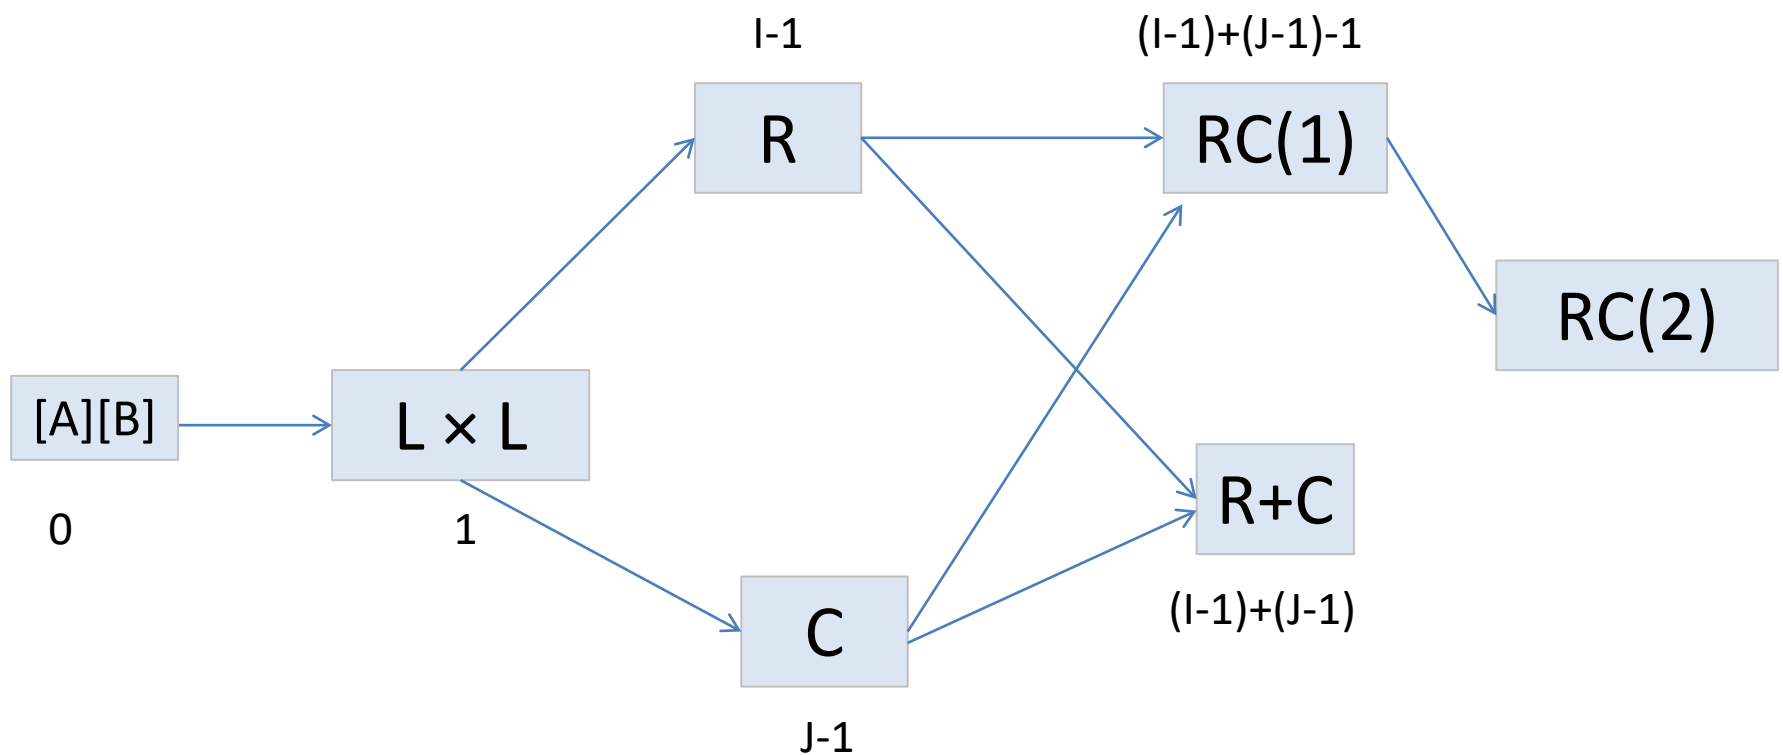 I-1
(I-1)+(J-1)-1
R
RC(1)
RC(2)
[A][B]
L × L
R+C
0
1
(I-1)+(J-1)
C
J-1